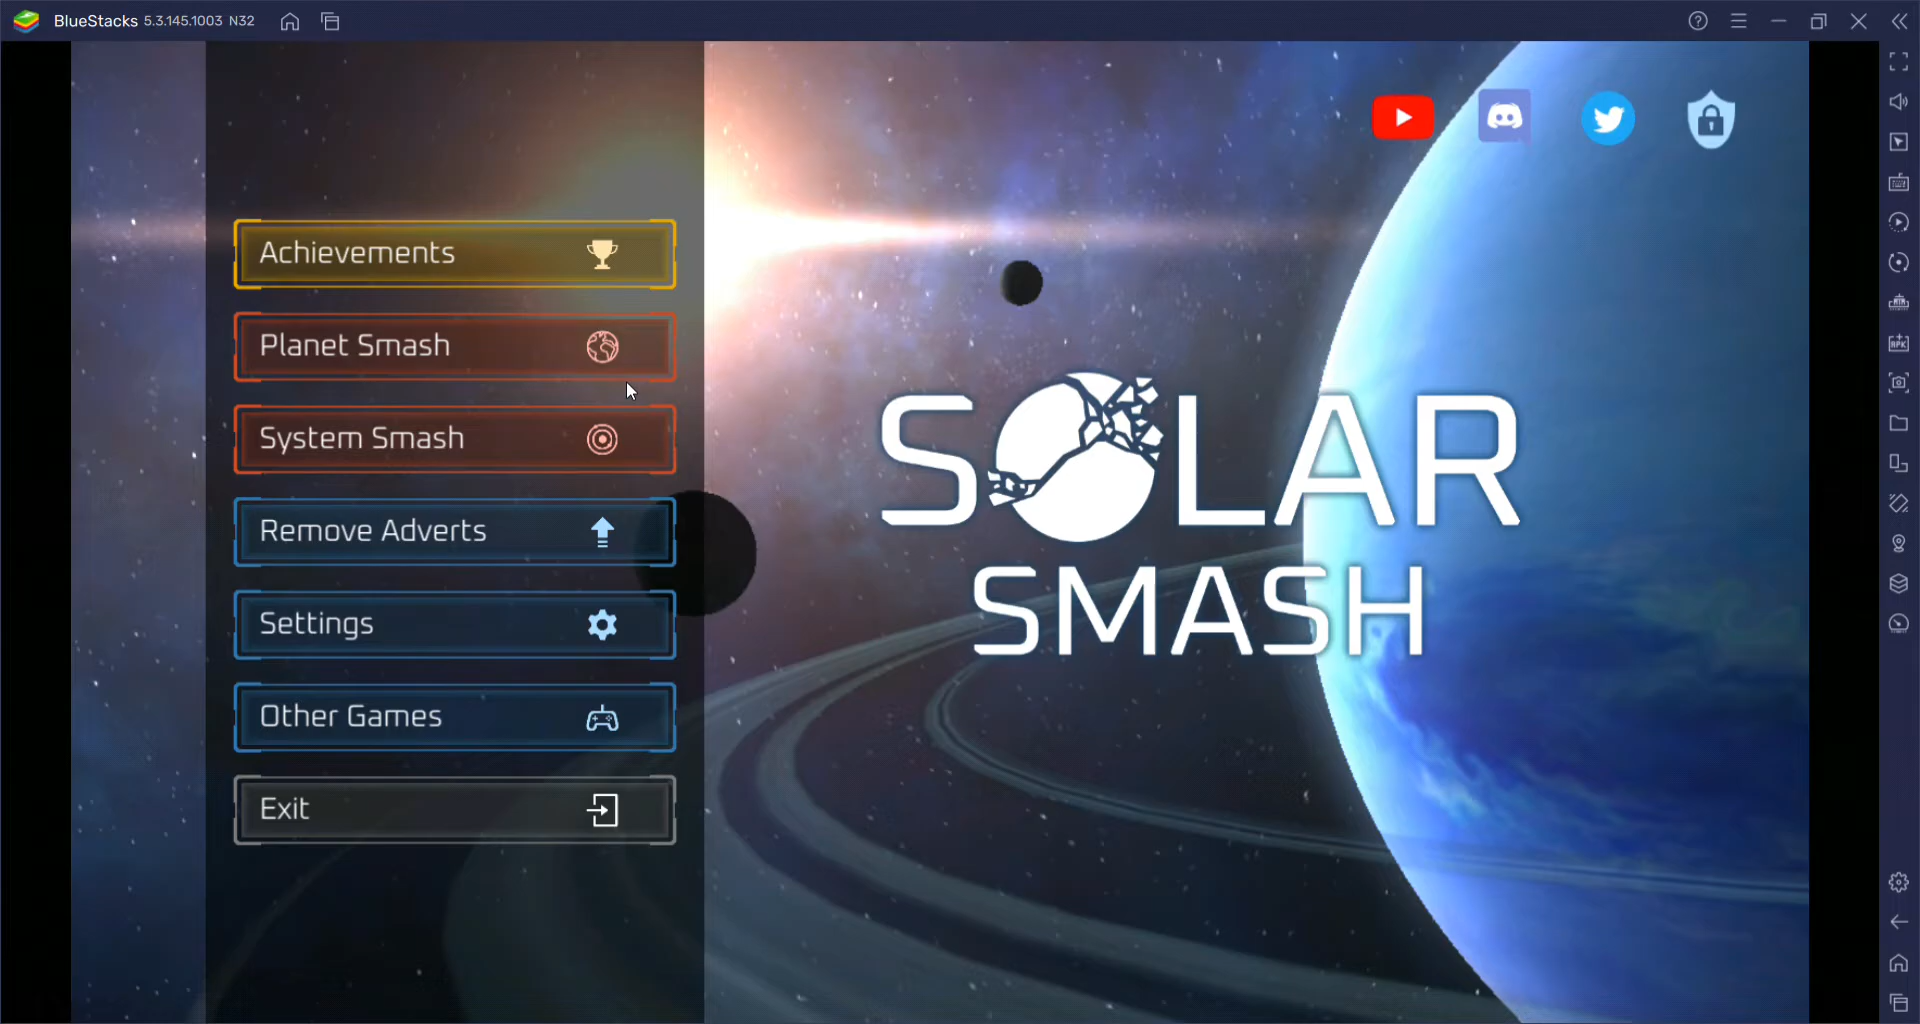 BlueStacks 5.3.145.1003 N32
Achievements
Planet Smash
System Smash
Remove Adverts
Settings
Other Games
Exit
SOLAR
SMASH